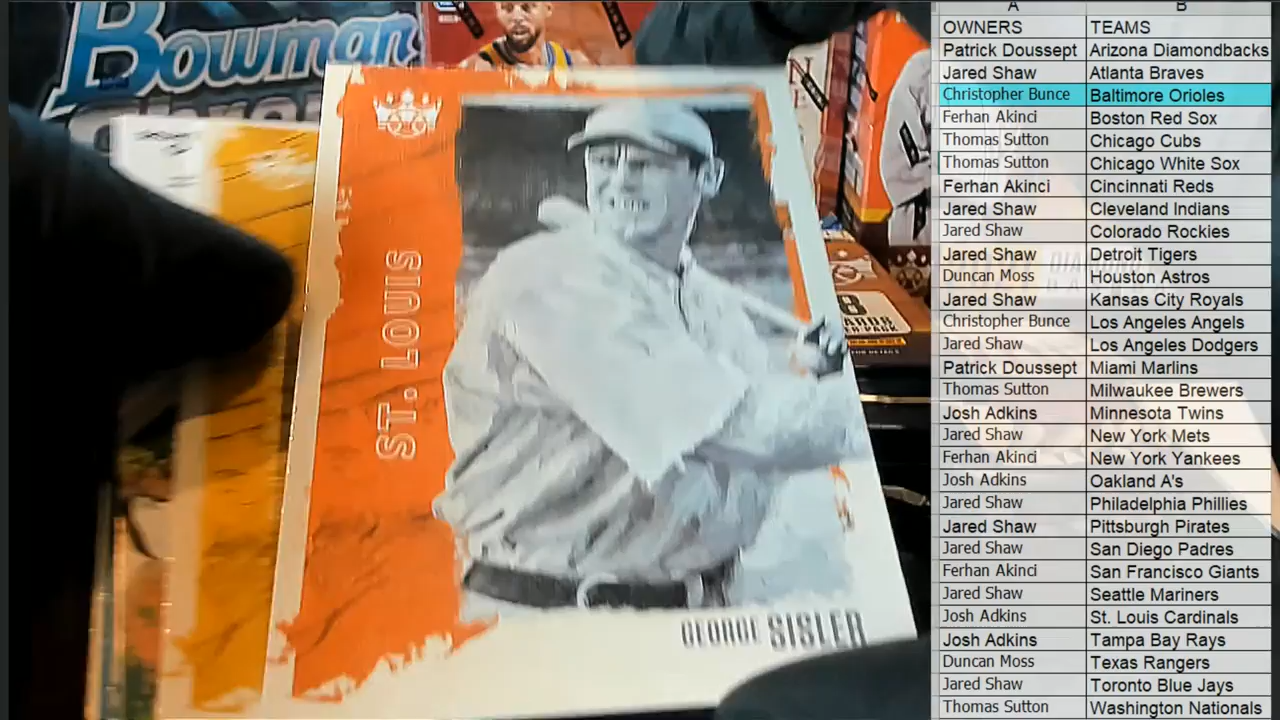 Bowman
ST. LOUIS
GEORGE SISLER
A B
OWNERS TEAMS
Patrick Doussept Arizona Diamondbacks
Jared Shaw Atlanta Braves
Christopher Bunce Baltimore Orioles
Ferhan Akinci Boston Red Sox
Thomas Sutton Chicago Cubs
Thomas Sutton Chicago White Sox
Ferhan Akinci Cincinnati Reds
Jared Shaw Cleveland Indians
Jared Shaw Colorado Rockies
Jared Shaw Detroit Tigers
Duncan Moss Houston Astros
Jared Shaw Kansas City Royals
Christopher Bunce Los Angeles Angels
Jared Shaw Los Angeles Dodgers
Patrick Doussept Miami Marlins
Thomas Sutton Milwaukee Brewers
Josh Adkins Minnesota Twins
Jared Shaw New York Mets
Ferhan Akinci New York Yankees
Josh Adkins Oakland A's
Jared Shaw Philadelphia Phillies
Jared Shaw Pittsburgh Pirates
Jared Shaw San Diego Padres
Ferhan Akinci San Francisco Giants
Jared Shaw Seattle Mariners
Josh Adkins St. Louis Cardinals
Josh Adkins Tampa Bay Rays
Duncan Moss Texas Rangers
Jared Shaw Toronto Blue Jays
Thomas Sutton Washington Nationals